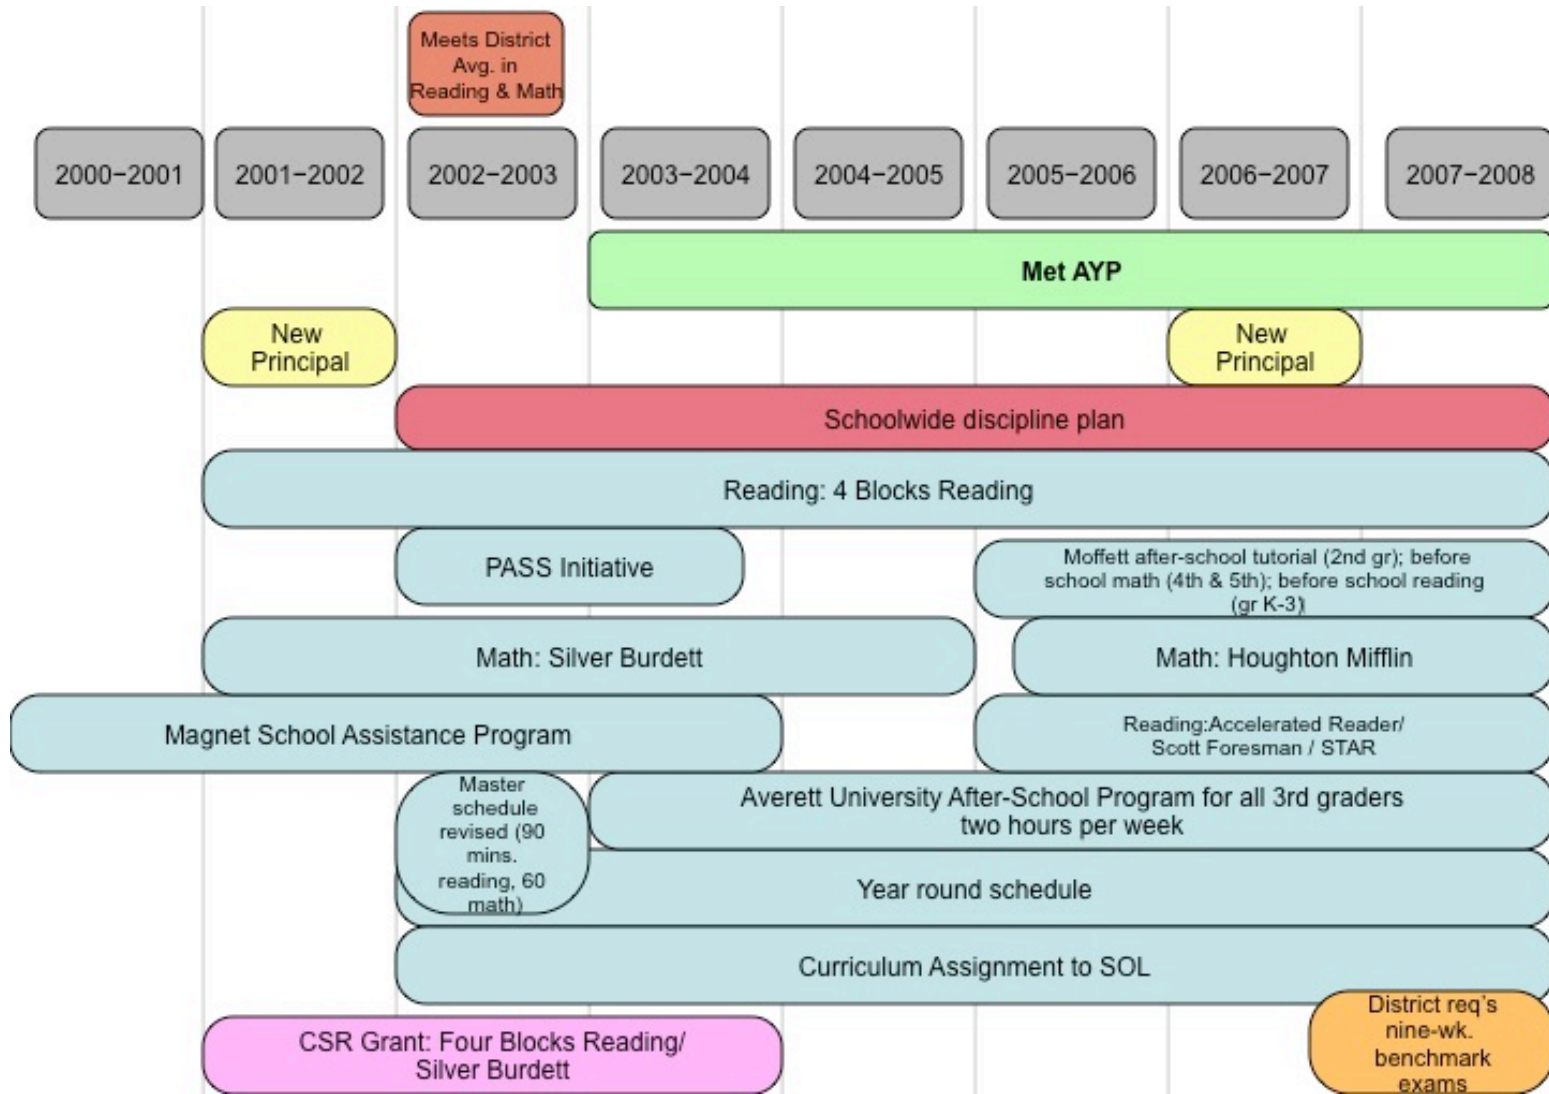 Meets District
Avg. in
Reading & Math
2000−2001
2001−2002
2002−2003
2003−2004
2004−2005
2005−2006
2006−2007
2007−2008
Met AYP
New
Principal
New
Principal
Schoolwide discipline plan
Reading: 4 Blocks Reading
PASS Initiative
Moffett after-school tutorial (2nd gr); before
school math (4th & 5th); before school reading
(gr K-3)
Math: Silver Burdett
Math: Houghton Mifflin
Magnet School Assistance Program
Reading:Accelerated Reader/
Scott Foresman / STAR
Master
schedule
revised (90
mins.
reading, 60
math)
Averett University After-School Program for all 3rd graders
two hours per week
Year round schedule
Curriculum Assignment to SOL
CSR Grant: Four Blocks Reading/
Silver Burdett
District req's
nine-wk.
benchmark
exams